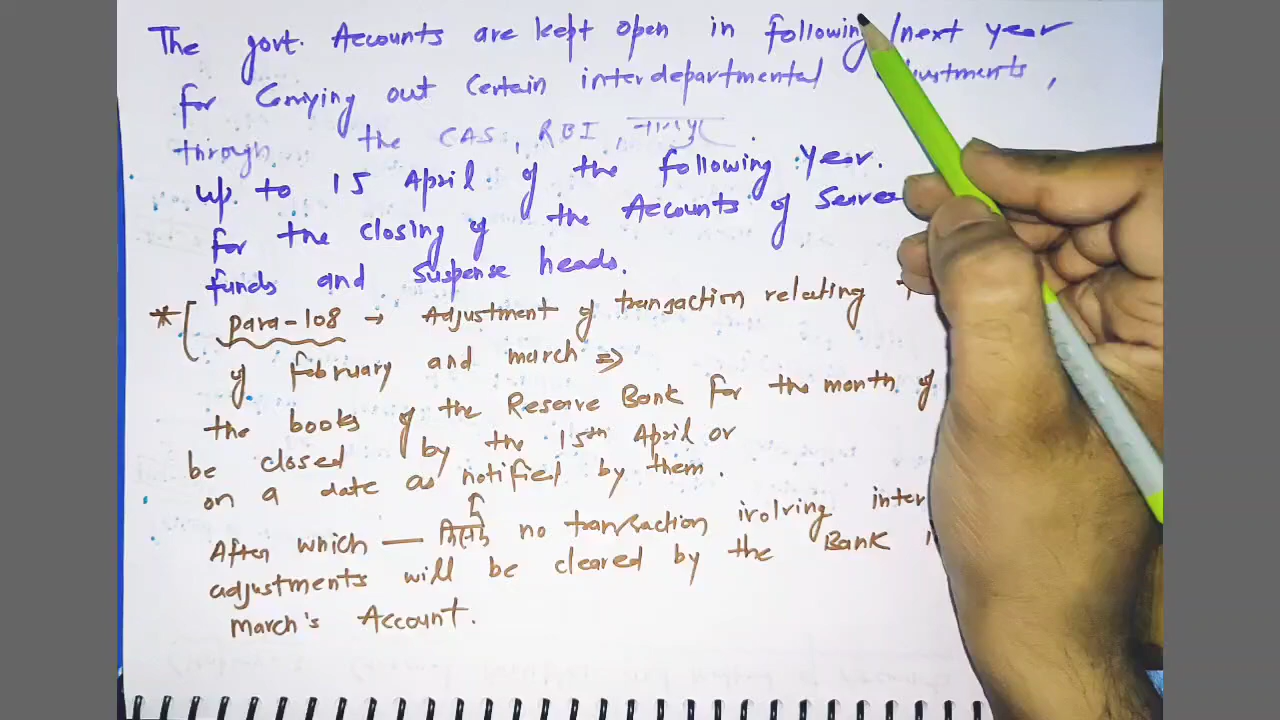 The govt. Accounts are kept open in following/next year
for Carrying out Certain interdepartmental ustments,
through the CAS, RBI,
up to 15 April of the following Year.
for the closing of the Accounts of Several
funds and suspense heads.
* [ para-108 → Adjustment of transaction relating
of february and march ⇒
the books of the Reserve Bank for the month of
be closed by the 15th April or
on a date as notified by them.
After which — no transaction ivolving inter
adjustments will be cleared by the Bank
march's Account.